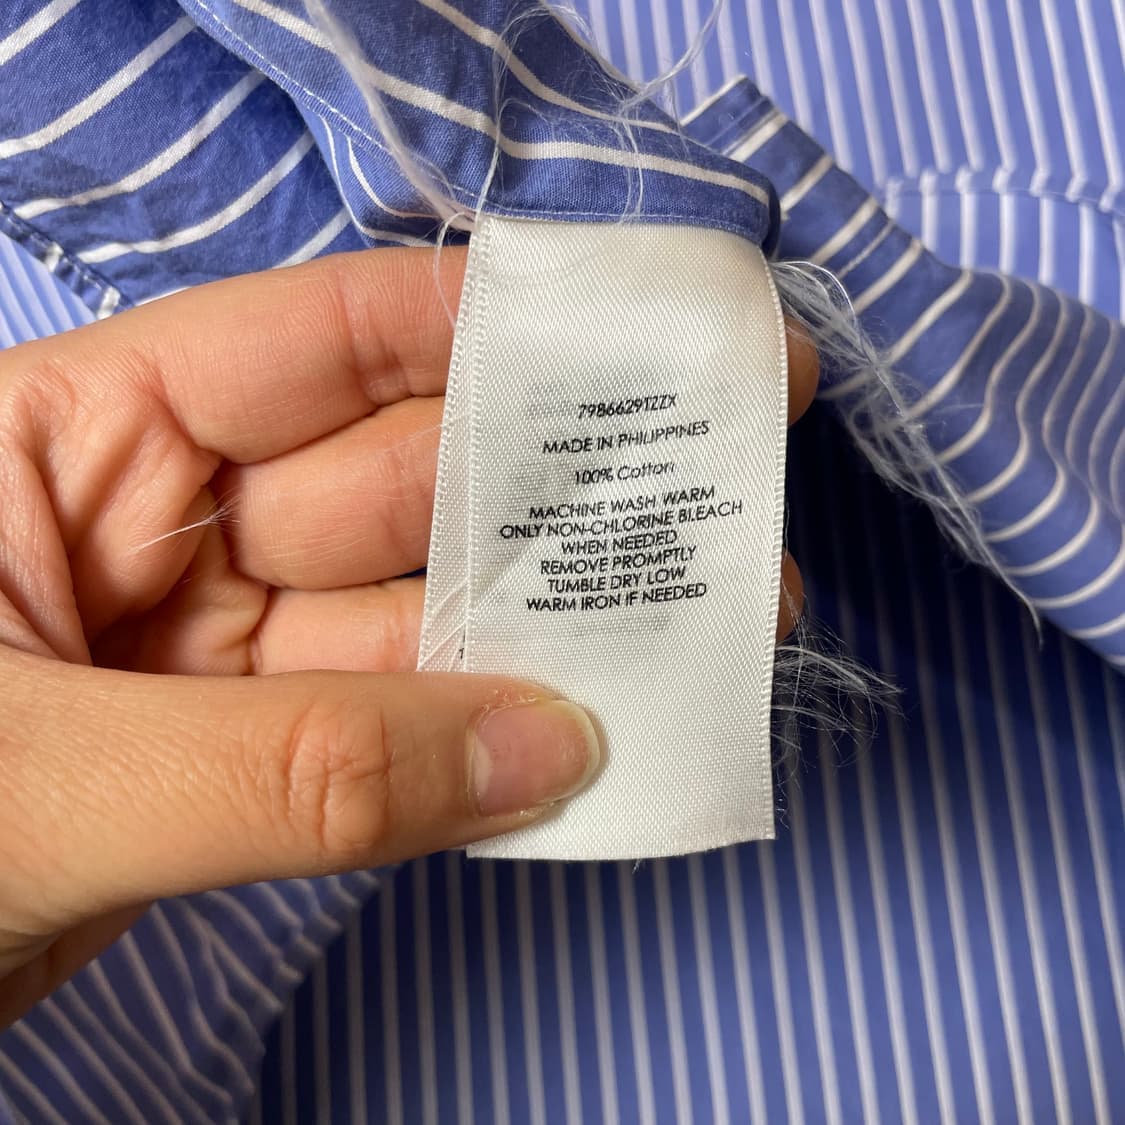 798662912ZX
MADE IN PHILIPPINES
100% Cotton
MACHINE WASH WARM
ONLY NON-CHLORINE BLEACH
WHEN NEEDED
REMOVE PROMPTLY
TUMBLE DRY LOW
WARM IRON IF NEEDED